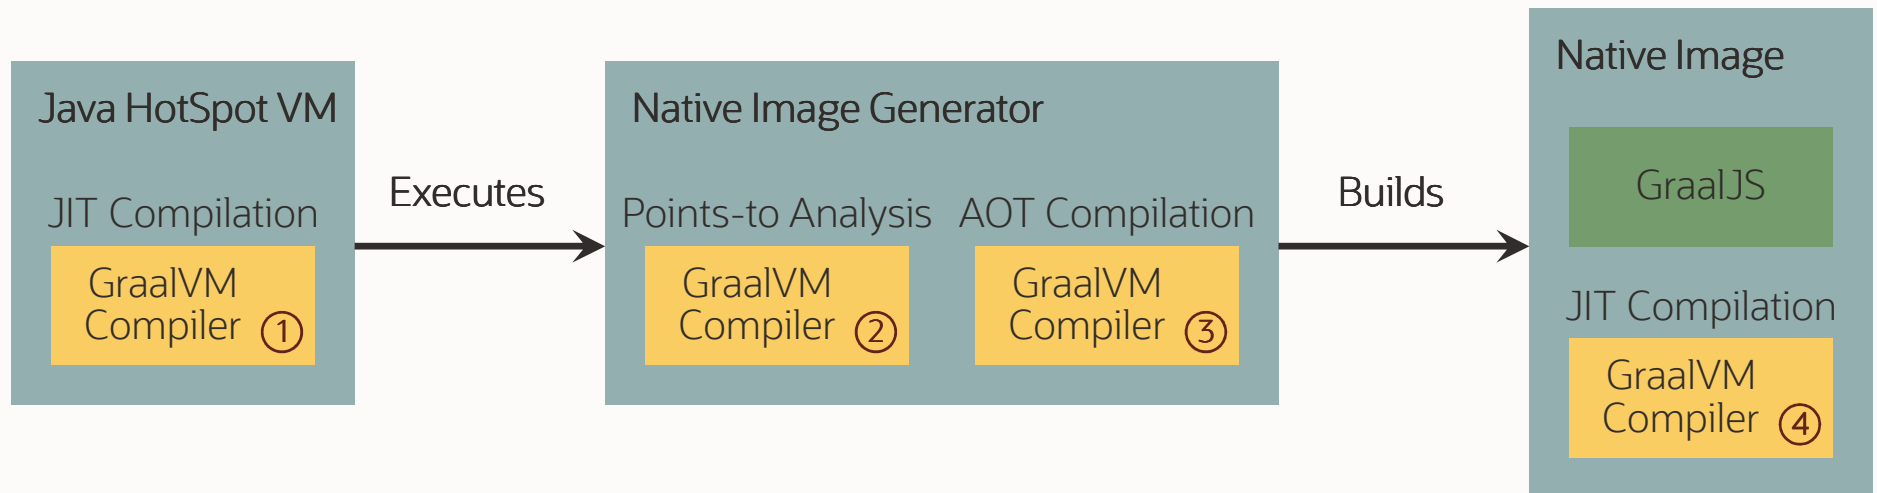 Java HotSpot VM
JIT Compilation
GraalVM
Compiler 1
Executes
Native Image Generator
Points-to Analysis
GraalVM
Compiler 2
AOT Compilation
GraalVM
Compiler 3
Builds
Native Image
GraalJS
JIT Compilation
GraalVM
Compiler 4